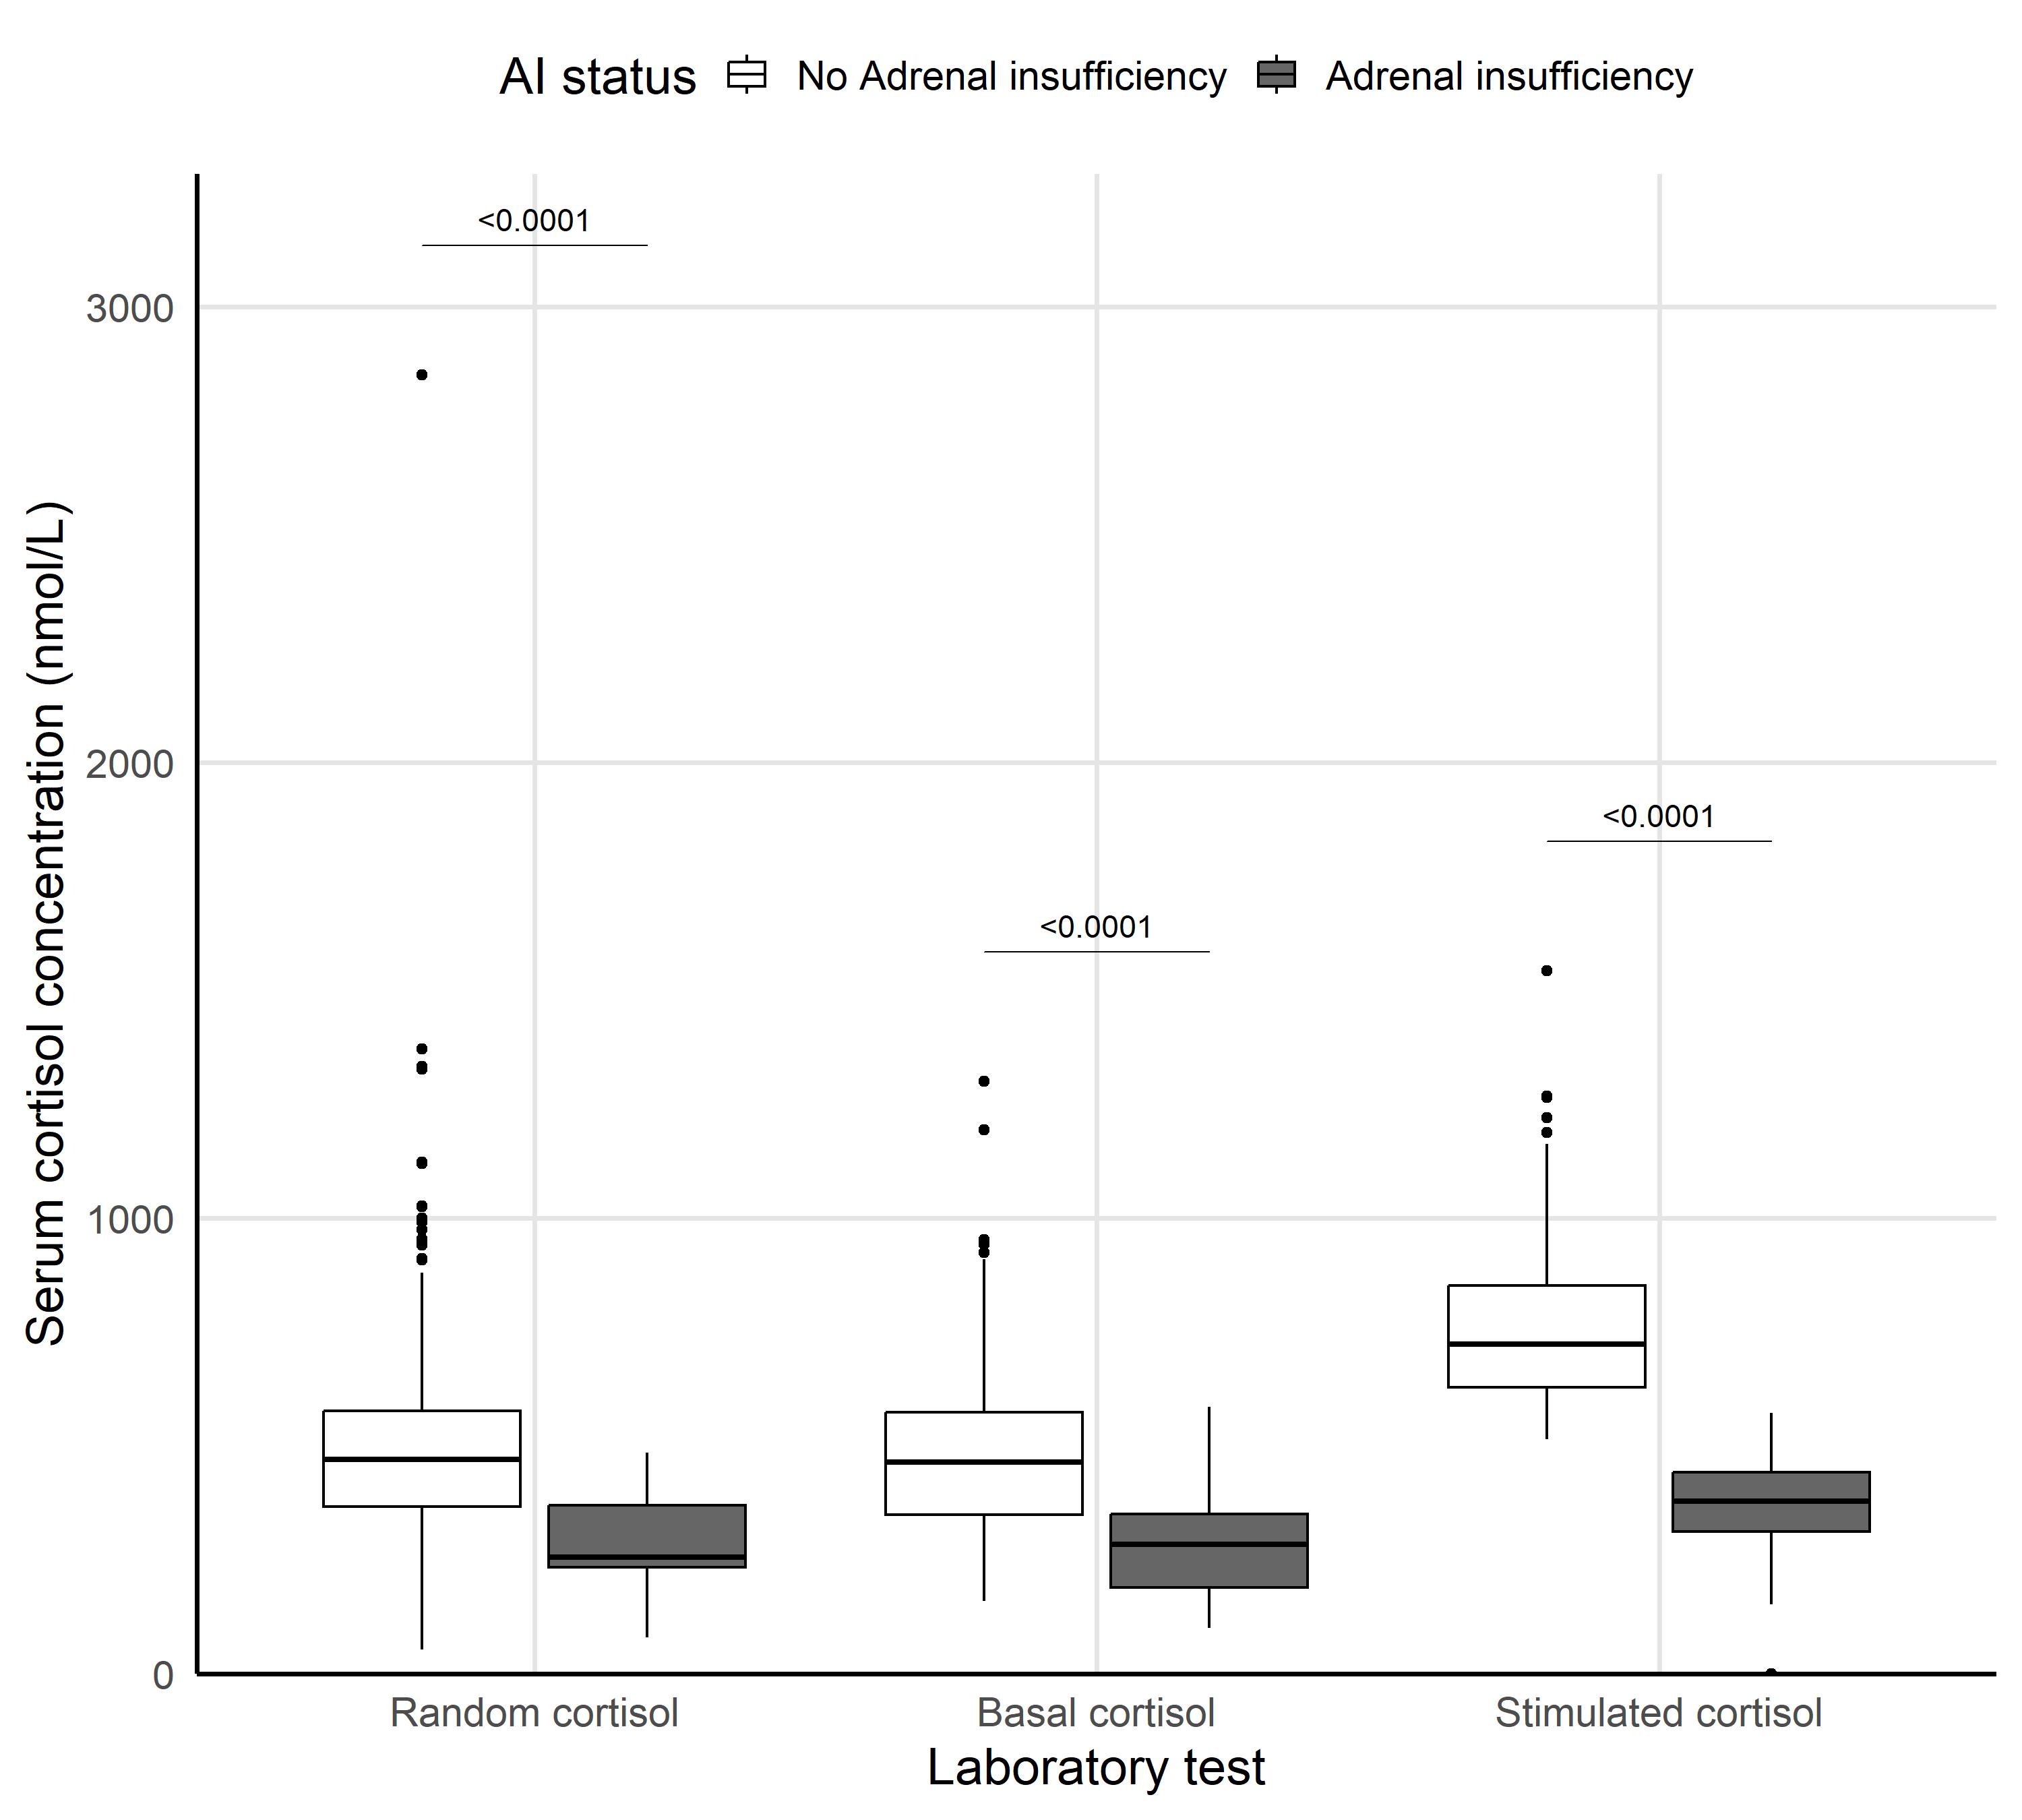 AI status No Adrenal insufficiency Adrenal insufficiency
<0.0001
3000
2000
<0.0001
<0.0001
1000
0
Serum cortisol concentration (nmol/L)
Random cortisol Basal cortisol Stimulated cortisol
Laboratory test